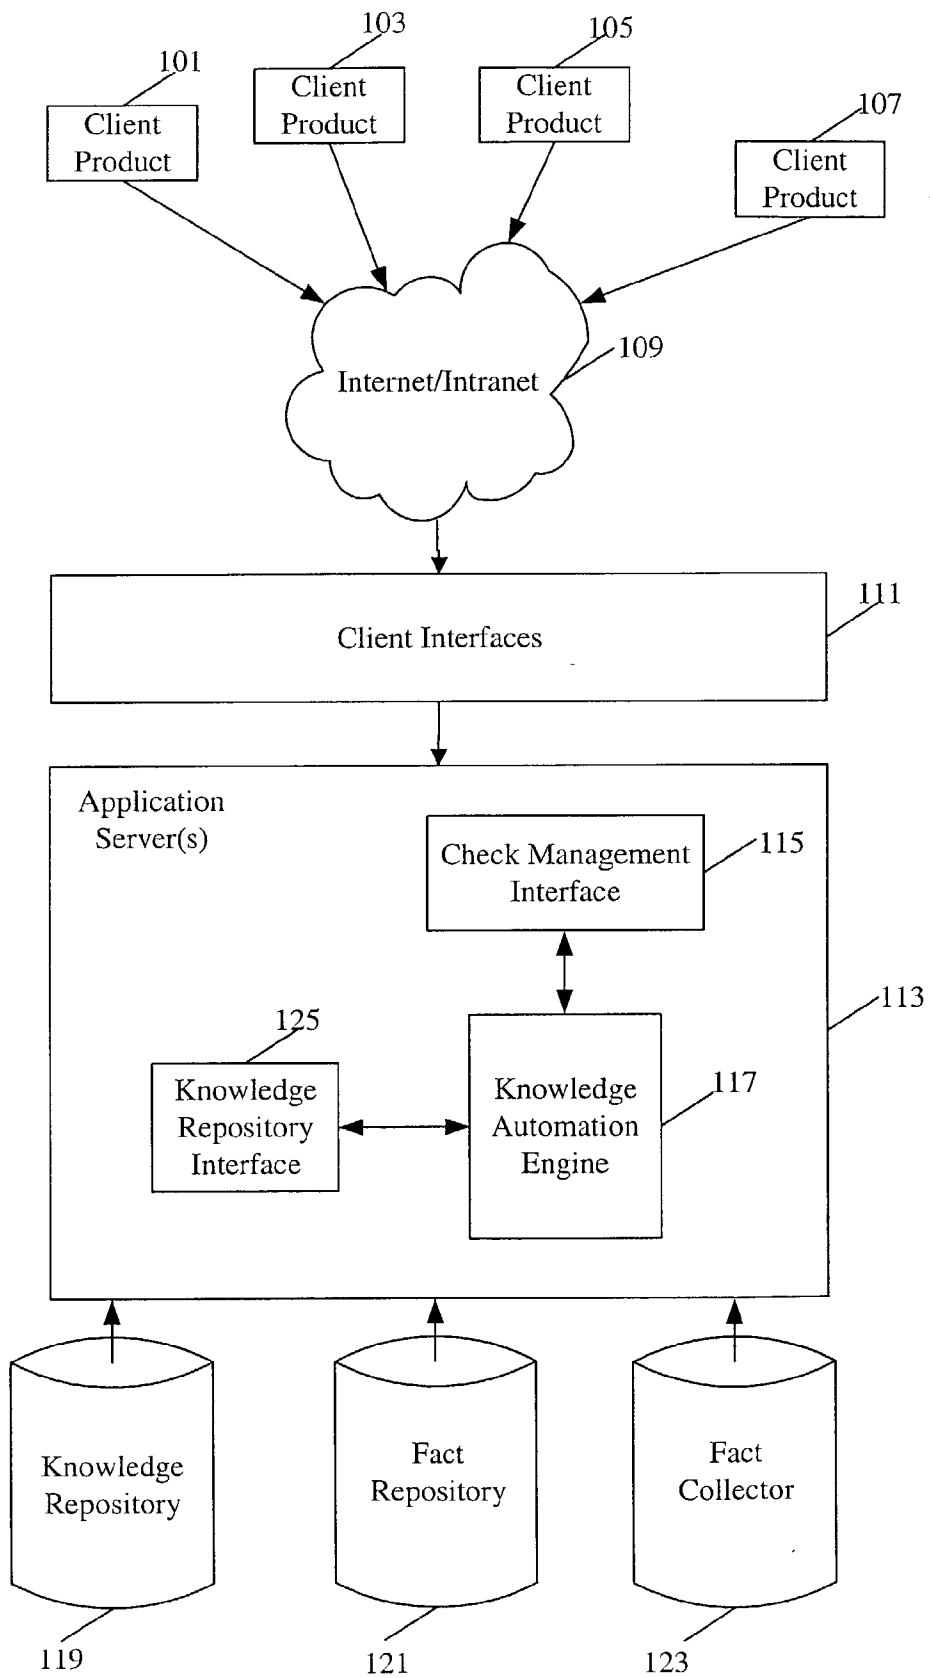 103
105
101
Client
Product
Client
Product
107
Client
Product
Client
Product
109
Internet/Intranet
111
Client Interfaces
Application
Server(s)
115
Check Management
Interface
113
125
117
Knowledge
Repository
Interface
Knowledge
Automation
Engine
Knowledge
Repository
Fact
Repository
Fact
Collector
119
121
123